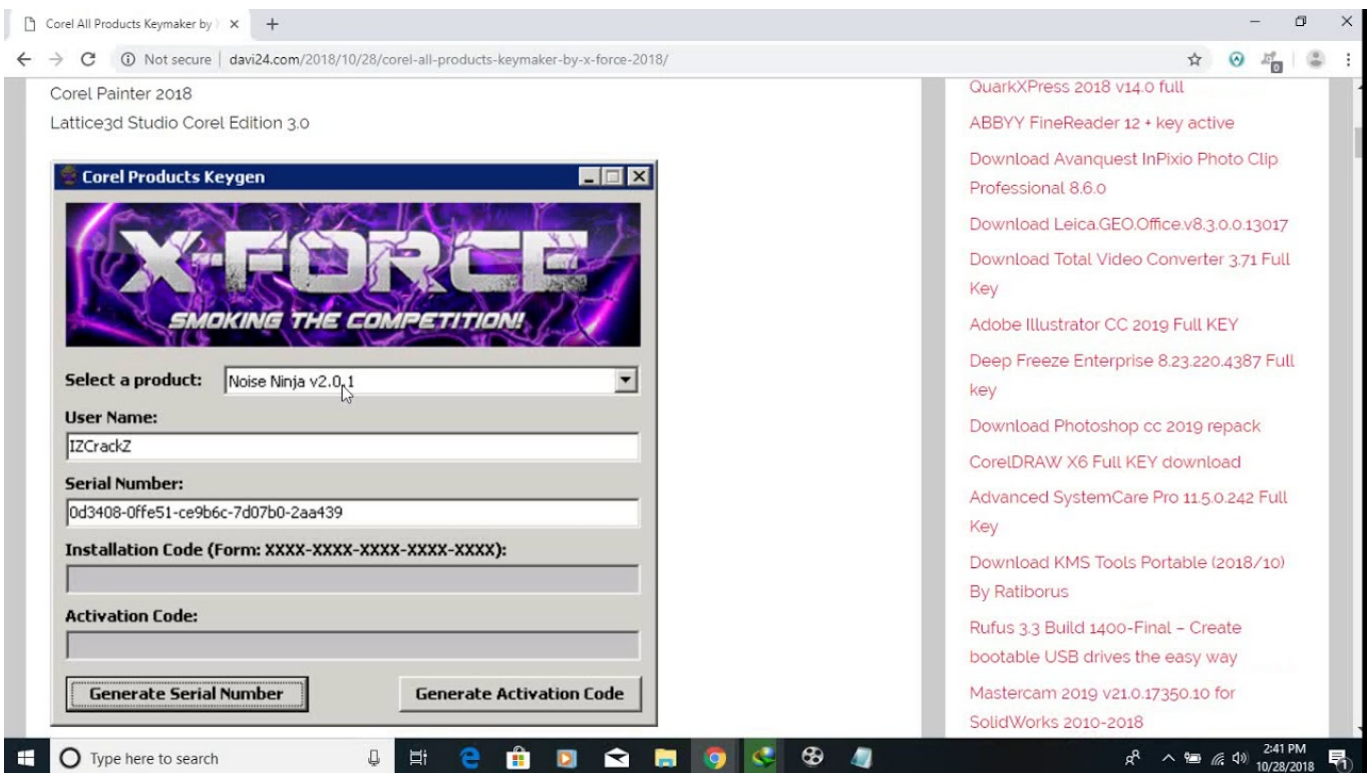 Corel All Products Keymaker by
Not secure | davi24.com/2018/10/28/corel-all-products-keymaker-by-x-force-2018/
0
Corel Painter 2018
Lattice3d Studio Corel Edition 3.0
Corel Products Keygen
X-FORCE
SMOKING THE COMPETITION!
Select a product: Noise Ninja v2.0.1
User Name:
IZCrackZ
Serial Number:
0d3408-0ffe51-ce9b6c-7d07b0-2aa439
Installation Code (Form: XXXX-XXXX-XXXX-XXXX-XXXX):
Activation Code:
Generate Serial Number
Generate Activation Code
QuarkXPress 2018 v14.0 full
ABBYY FineReader 12 + key active
Download Avanquest InPixio Photo Clip
Professional 8.6.0
Download Leica.GEO.Office.v8.3.0.0.13017
Download Total Video Converter 3.71 Full
Key
Adobe Illustrator CC 2019 Full KEY
Deep Freeze Enterprise 8.23.220.4387 Full
key
Download Photoshop cc 2019 repack
CorelDRAW X6 Full KEY download
Advanced SystemCare Pro 11.5.0.242 Full
Key
Download KMS Tools Portable (2018/10)
By Ratiborus
Rufus 3.3 Build 1400-Final – Create
bootable USB drives the easy way
Mastercam 2019 v21.0.17350.10 for
SolidWorks 2010-2018
Type here to search
2:41 PM
10/28/2018
1